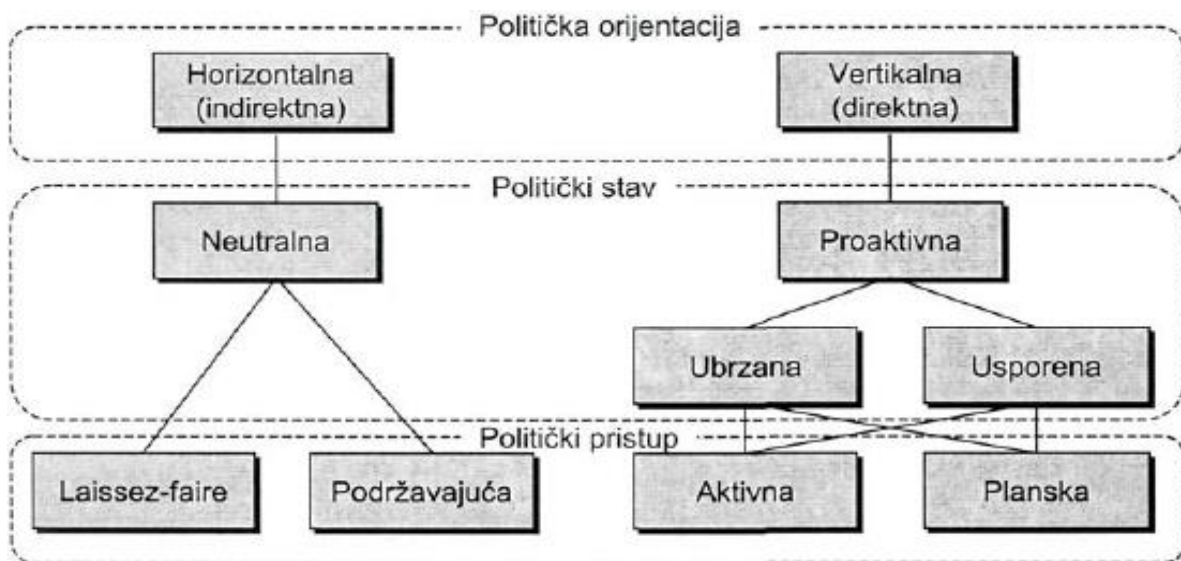 Politička orijentacija
Horizontalna
(indirektna)
Vertikalna
(direktna)
Politički stav
Neutralna
Proaktivna
Ubrzana
Usporena
Politički pristup
Laissez-faire
Podržavajuća
Aktivna
Planska